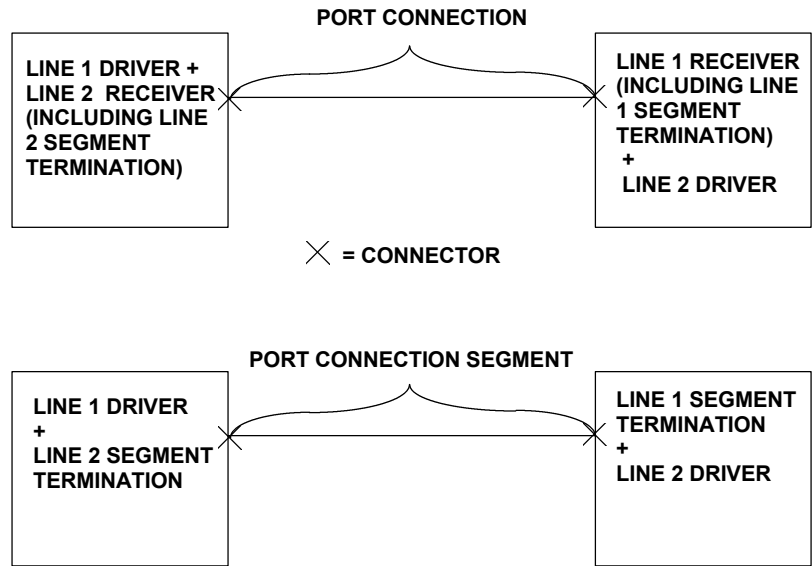 PORT CONNECTION
LINE 1 DRIVER +
LINE 2 RECEIVER
(INCLUDING LINE
2 SEGMENT
TERMINATION)
LINE 1 RECEIVER
(INCLUDING LINE
1 SEGMENT
TERMINATION)
+
LINE 2 DRIVER
= CONNECTOR
PORT CONNECTION SEGMENT
LINE 1 DRIVER
+
LINE 2 SEGMENT
TERMINATION
LINE 1 SEGMENT
TERMINATION
+
LINE 2 DRIVER